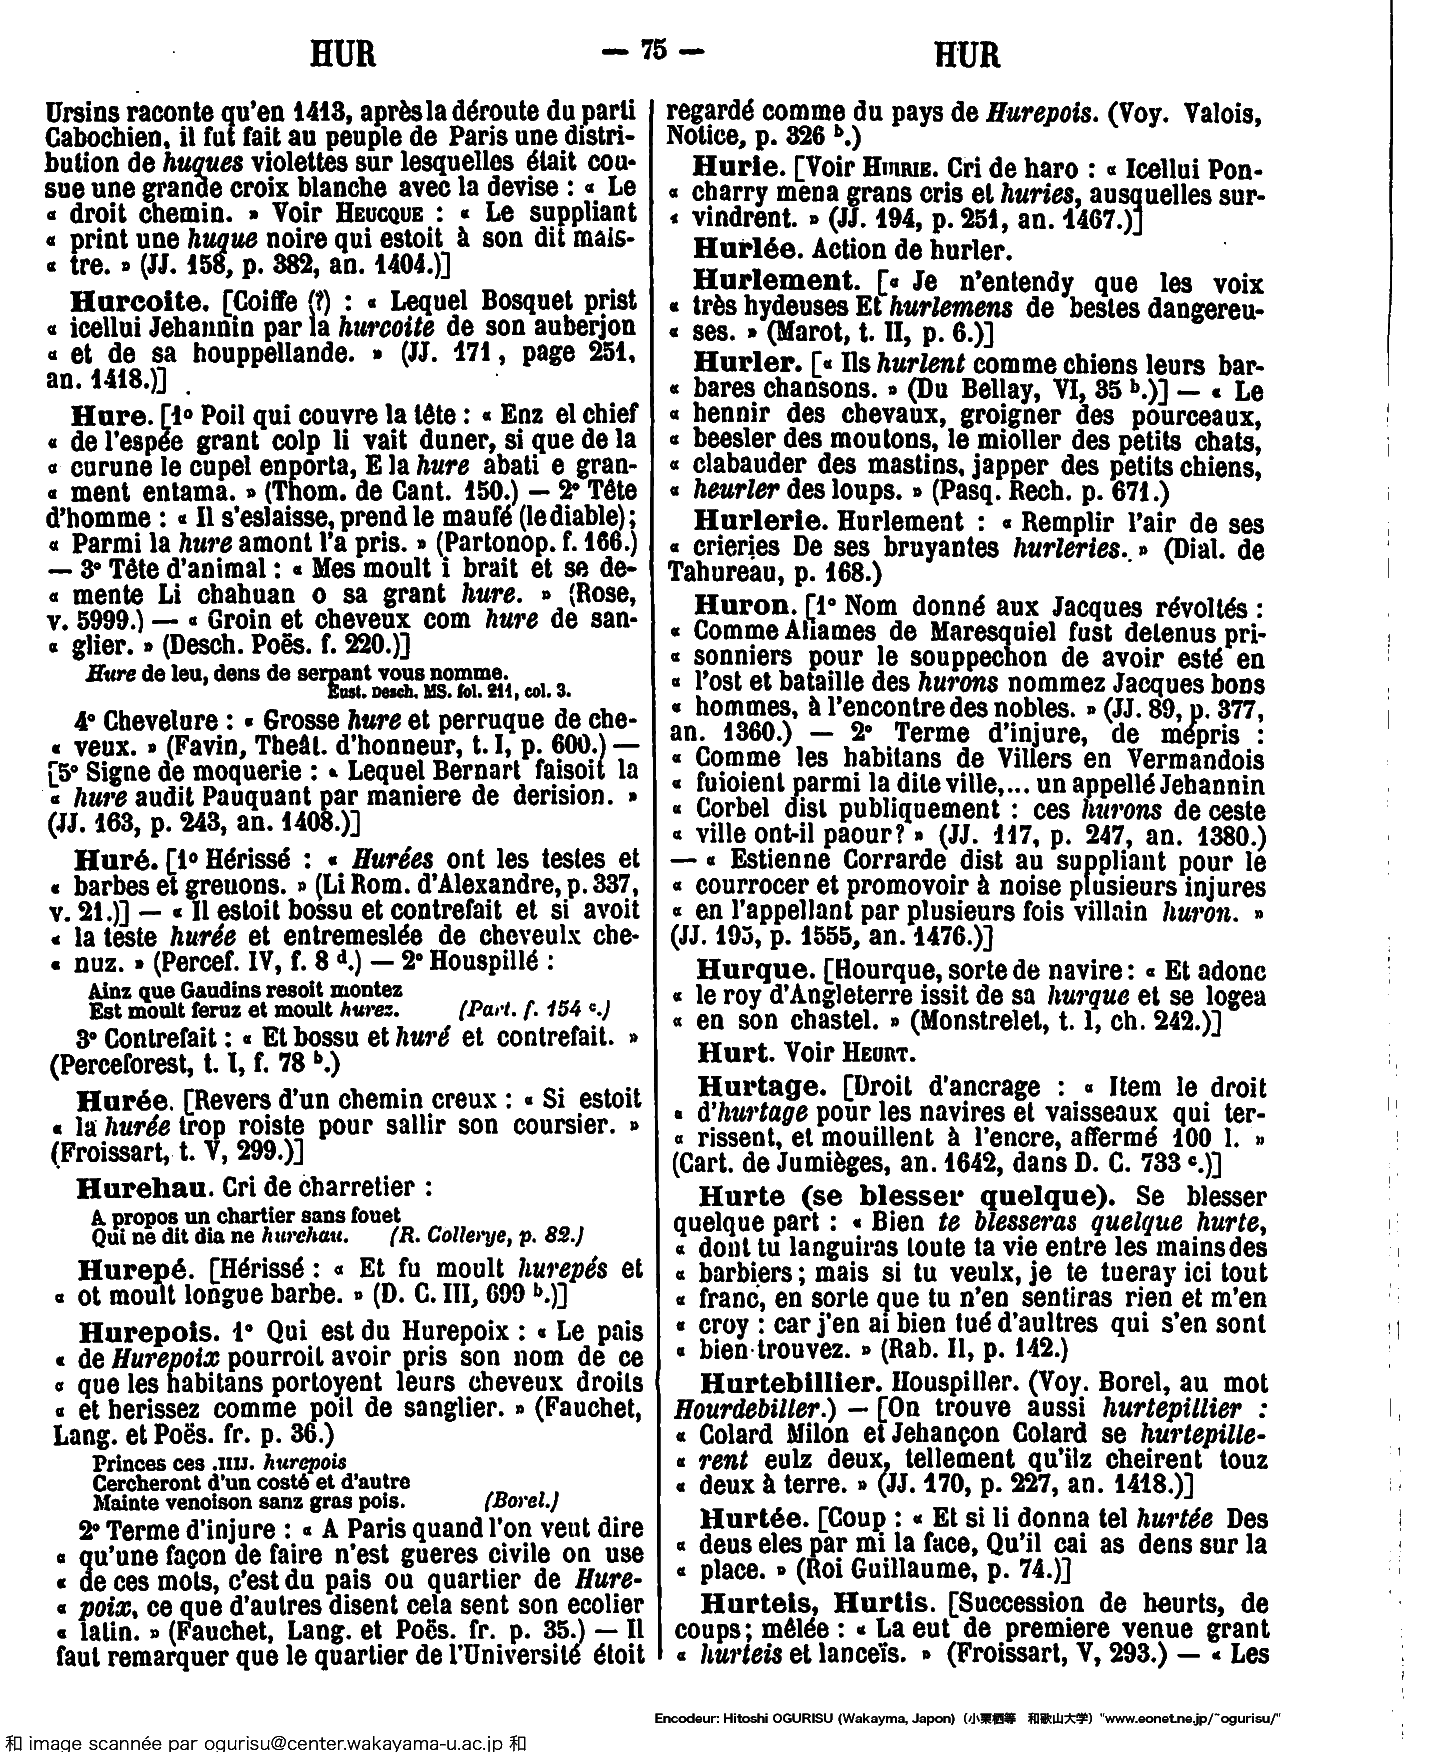 HUR — 75 — HUR
Ursins raconte qu'en 1413, après la déroute du parti
Cabochien, il fut fait au peuple de Paris une distri-
bution de huques violettes sur lesquelles était cou-
sue une grande croix blanche avec la devise : « Le
« droit chemin. » Voir HEUCQUE : « Le suppliant
« print une huque noire qui estoit à son dit mais-
« tre. » (JJ. 158, p. 382, an. 1404.)]
Hurcoite. [Coiffe (?) : « Lequel Bosquet prist
« icellui Jehannin par la hurcoite de son auberjon
« et de sa houppellande. » (JJ. 171, page 251,
an. 1418.)]
Hure. [1º Poil qui couvre la tête : « Enz el chief
« de l'espée grant colp li vait duner, si que de la
« curune le cupel enporta, E la hure abati e gran-
« ment entama. » (Thom. de Cant. 150.) — 2º Tête
d'homme : « Il s'eslaisse, prend le maufé (le diable);
« Parmi la hure amont l'a pris. » (Partonop. f. 166.)
— 3º Tête d'animal : « Mes moult i brait et se de-
« mente Li chahuan o sa grant hure. » (Rose,
v. 5999.) — « Groin et cheveux com hure de san-
« glier. » (Desch. Poës. f. 220.)]
Hure de leu, dens de serpant vous nomme.
Eust. Desch. MS. fol. 211, col. 3.
4º Chevelure : « Grosse hure et perruque de che-
« veux. » (Favin, Theât. d'honneur, t. I, p. 600.) —
[5º Signe de moquerie : « Lequel Bernart faisoit la
« hure audit Pauquant par maniere de derision. »
(JJ. 163, p. 243, an. 1408.)]
Huré. [1º Hérissé : « Hurées ont les testes et
« barbes et grenons. » (Li Rom. d'Alexandre, p. 337,
v. 21.)] — « Il estoit bossu et contrefait et si avoit
« la teste hurée et entremeslée de cheveulx che-
« nuz. » (Percef. IV, f. 8 d.) — 2º Houspillé :
Ainz que Gaudins resoit montez
Est moult feruz et moult hurez. (Part. f. 154 c.)
3º Contrefait : « Et bossu et huré et contrefait. »
(Perceforest, t. I, f. 78 b.)
Hurée. [Revers d'un chemin creux : « Si estoit
« la hurée trop roiste pour sallir son coursier. »
(Froissart, t. V, 299.)]
Hurehau. Cri de charretier :
A propos un chartier sans fouet
Qui ne dit dia ne hurehau. (R. Collerye, p. 82.)
Hurepé. [Hérissé : « Et fu moult hurepés et
« ot moult longue barbe. » (D. C. III, 699 b.)]
Hurepois. 1º Qui est du Hurepoix : « Le pais
« de Hurepoix pourroit avoir pris son nom de ce
« que les habitans portoyent leurs cheveux droits
« et herissez comme poil de sanglier. » (Fauchet,
Lang. et Poës. fr. p. 36.)
Princes ces .IIIJ. hurepois
Cercheront d'un costé et d'autre
Mainte venoison sanz gras pois. (Borel.)
2º Terme d'injure : « A Paris quand l'on veut dire
« qu'une façon de faire n'est gueres civile on use
« de ces mots, c'est du pais ou quartier de Hure-
« poix, ce que d'autres disent cela sent son ecolier
« latin. » (Fauchet, Lang. et Poës. fr. p. 35.) — Il
faut remarquer que le quartier de l'Université étoit
regardé comme du pays de Hurepois. (Voy. Valois,
Notice, p. 326 b.)
Hurie. [Voir HIURIE. Cri de haro : « Icellui Pon-
« charry mena grans cris et huries, ausquelles sur-
« vindrent. » (JJ. 194, p. 251, an. 1467.)]
Hurlée. Action de hurler.
Hurlement. [« Je n'entendy que les voix
« très hydeuses Et hurlemens de bestes dangereu-
« ses. » (Marot, t. II, p. 6.)]
Hurler. [« Ils hurlent comme chiens leurs bar-
« bares chansons. » (Du Bellay, VI, 35 b.)] — « Le
« hennir des chevaux, groigner des pourceaux,
« beesler des moutons, le mioller des petits chats,
« clabauder des mastins, japper des petits chiens,
« heurler des loups. » (Pasq. Rech. p. 671.)
Hurlerie. Hurlement : « Remplir l'air de ses
« crieries De ses bruyantes hurleries. » (Dial. de
Tahureau, p. 168.)
Huron. [1º Nom donné aux Jacques révoltés :
« Comme Aliames de Maresquiel fust detenus pri-
« sonniers pour le souppechon de avoir esté en
« l'ost et bataille des hurons nommez Jacques bons
« hommes, à l'encontre des nobles. » (JJ. 89, p. 377,
an. 1360.) — 2º Terme d'injure, de mépris :
« Comme les habitans de Villers en Vermandois
« fuioient parmi la dite ville,... un appellé Jehannin
« Corbel dist publiquement : ces hurons de ceste
« ville ont-il paour? » (JJ. 117, p. 247, an. 1380.)
— « Estienne Corrarde dist au suppliant pour le
« courrocer et promovoir à noise plusieurs injures
« en l'appellant par plusieurs fois villain huron. »
(JJ. 195, p. 1555, an. 1476.)]
Hurque. [Hourque, sorte de navire : « Et adonc
« le roy d'Angleterre issit de sa hurque et se logea
« en son chastel. » (Monstrelet, t. I, ch. 242.)]
Hurt. Voir HEURT.
Hurtage. [Droit d'ancrage : « Item le droit
« d'hurtage pour les navires et vaisseaux qui ter-
« rissent, et mouillent à l'encre, affermé 100 l. »
(Cart. de Jumièges, an. 1642, dans D. C. 733 c.)]
Hurte (se blesser quelque). Se blesser
quelque part : « Bien te blesseras quelque hurte,
« dont tu languiras toute ta vie entre les mains des
« barbiers ; mais si tu veulx, je te tueray ici tout
« franc, en sorte que tu n'en sentiras rien et m'en
« croy : car j'en ai bien tué d'aultres qui s'en sont
« bien trouvez. » (Rab. II, p. 142.)
Hurtebillier. Houspiller. (Voy. Borel, au mot
Hourdebiller.) — [On trouve aussi hurtepillier :
« Colard Milon et Jehançon Colard se hurtepille-
« rent eulz deux, tellement qu'ilz cheirent touz
« deux à terre. » (JJ. 170, p. 227, an. 1418.)]
Hurtée. [Coup : « Et si li donna tel hurtée Des
« deus eles par mi la face, Qu'il cai as dens sur la
« place. » (Roi Guillaume, p. 74.)]
Hurteis, Hurtis. [Succession de heurts, de
coups; mêlée : « La eut de premiere venue grant
« hurteis et lanceïs. » (Froissart, V, 293.) — « Les
Encodeur: Hitoshi OGURISU (Wakayma, Japon) (小栗栖等 和歌山大学) "www.eonet.ne.jp/~ogurisu/"
和 image scannée par ogurisu@center.wakayama-u.ac.jp 和